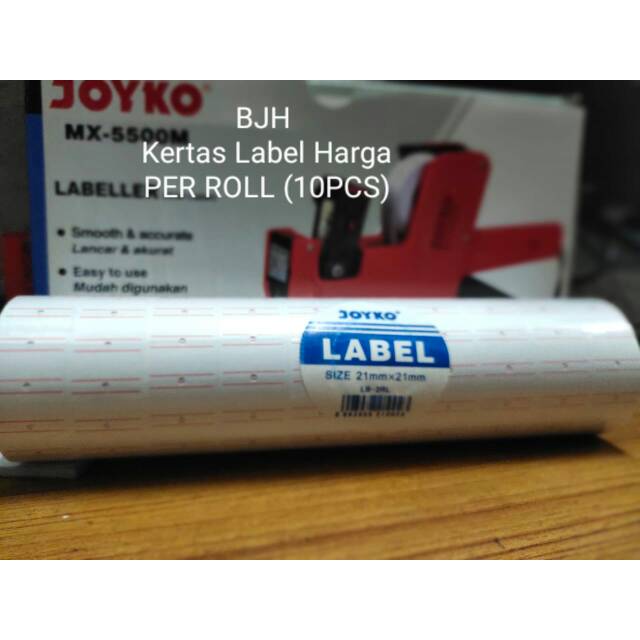 JOYKO
MX-5500M
BJH
Kertas Label Harga
PER ROLL (10PCS)
LABELLER
Smooth & accurate
Lancar & akurat
Easy to use
Mudah digunakan
JOYKO
LABEL
SIZE 21mm×21mm